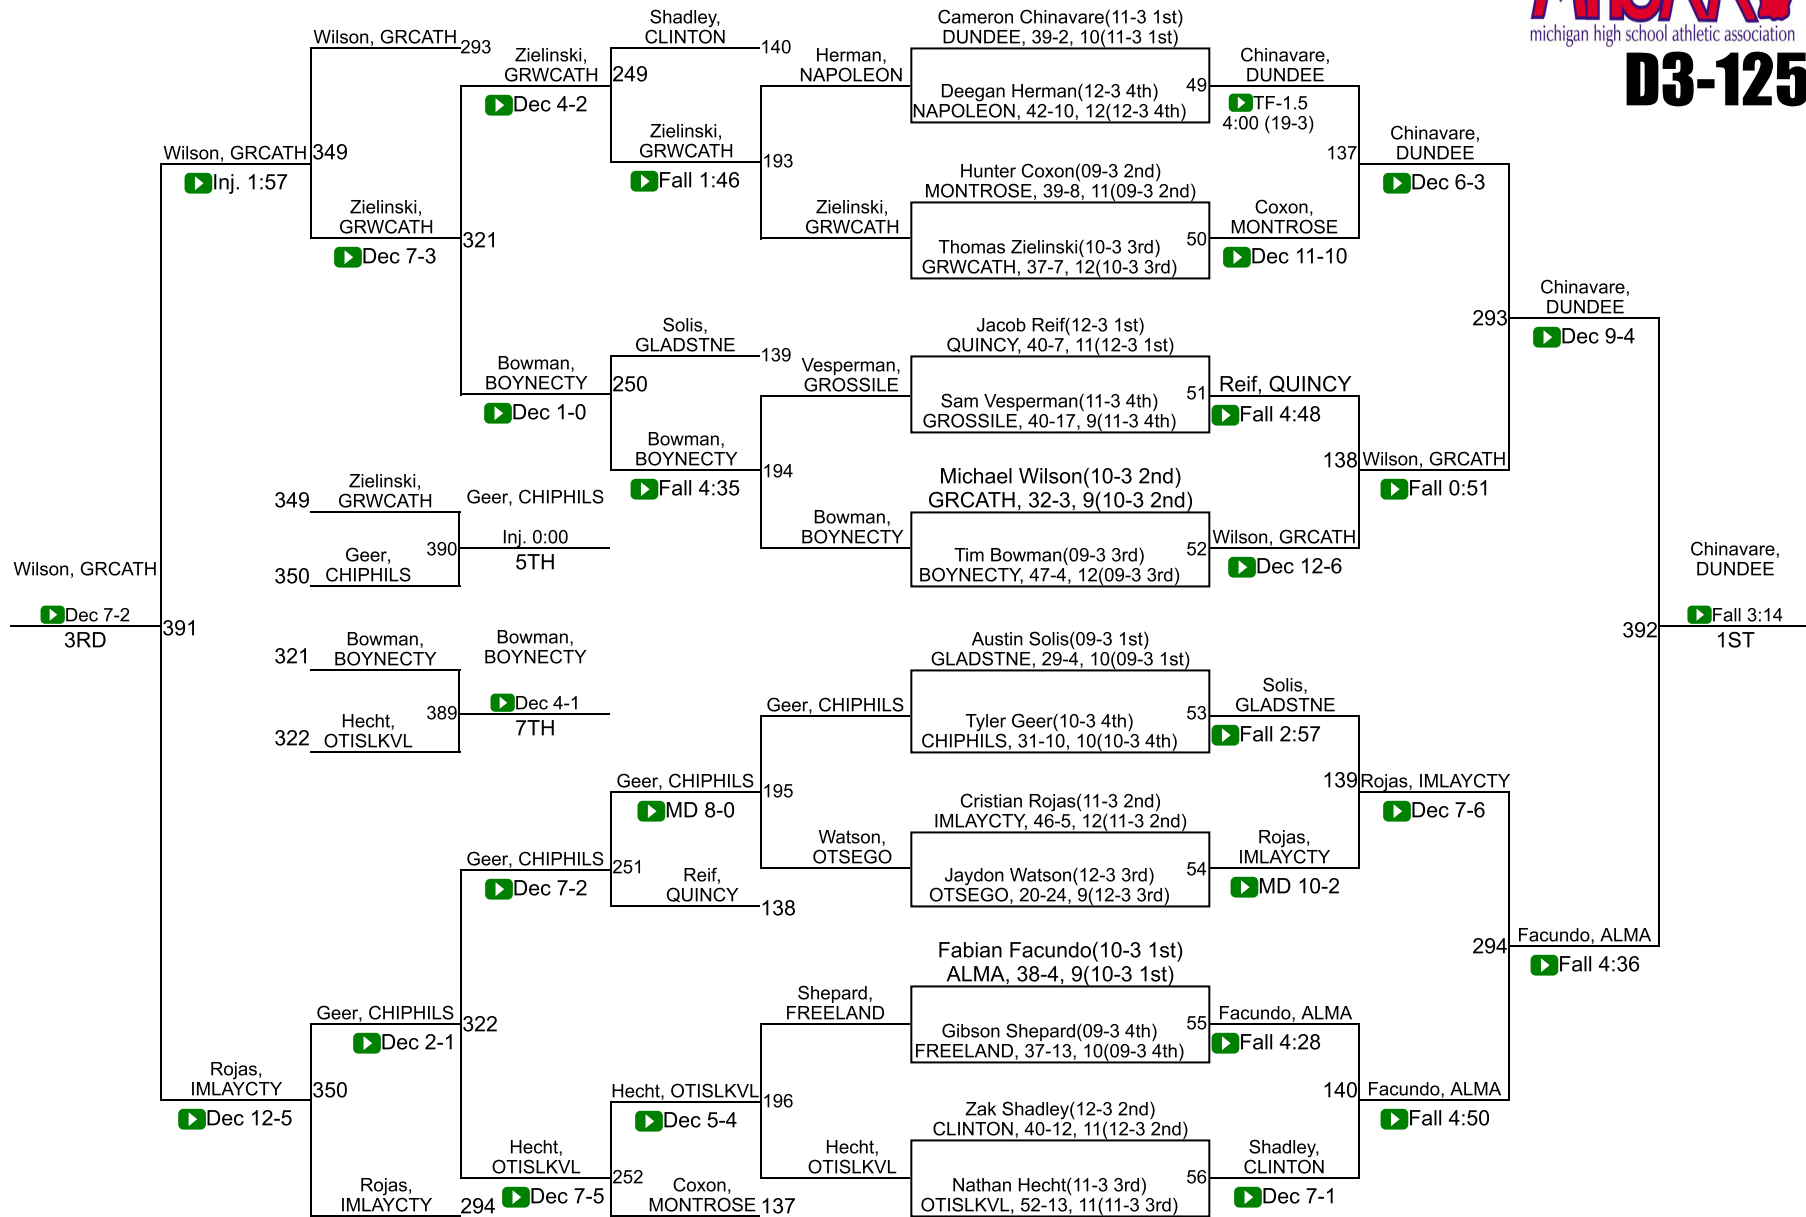 michigan high school athletic association
D3-125
Wilson, GRCATH
293
349
Wilson, GRCATH
Inj. 1:57
Zielinski,
GRWCATH
Dec 7-3
321
Zielinski,
GRWCATH
Dec 4-2
249
Shadley,
CLINTON
140
Zielinski,
GRWCATH
Fall 1:46
193
Herman,
NAPOLEON
Zielinski,
GRWCATH
Cameron Chinavare(11-3 1st)
DUNDEE, 39-2, 10(11-3 1st)
Deegan Herman(12-3 4th)
NAPOLEON, 42-10, 12(12-3 4th)
49
Chinavare,
DUNDEE
TF-1.5
4:00 (19-3)
Hunter Coxon(09-3 2nd)
MONTROSE, 39-8, 11(09-3 2nd)
Thomas Zielinski(10-3 3rd)
GRWCATH, 37-7, 12(10-3 3rd)
50
Coxon,
MONTROSE
Dec 11-10
137
Chinavare,
DUNDEE
Dec 6-3
293
Chinavare,
DUNDEE
Dec 9-4
Bowman,
BOYNECTY
Dec 1-0
250
Solis,
GLADSTNE
139
Bowman,
BOYNECTY
Fall 4:35
194
Vesperman,
GROSSILE
Bowman,
BOYNECTY
Jacob Reif(12-3 1st)
QUINCY, 40-7, 11(12-3 1st)
Sam Vesperman(11-3 4th)
GROSSILE, 40-17, 9(11-3 4th)
51
Reif, QUINCY
Fall 4:48
Michael Wilson(10-3 2nd)
GRCATH, 32-3, 9(10-3 2nd)
Tim Bowman(09-3 3rd)
BOYNECTY, 47-4, 12(09-3 3rd)
52
Wilson, GRCATH
Dec 12-6
138
Wilson, GRCATH
Fall 0:51
349
Zielinski,
GRWCATH
350
Geer,
CHIPHILS
390
Geer, CHIPHILS
Inj. 0:00
5TH
Wilson, GRCATH
Dec 7-2
3RD
391
321
Bowman,
BOYNECTY
322
Hecht,
OTISLKVL
389
Bowman,
BOYNECTY
Dec 4-1
7TH
392
Chinavare,
DUNDEE
Fall 3:14
1ST
Austin Solis(09-3 1st)
GLADSTNE, 29-4, 10(09-3 1st)
Tyler Geer(10-3 4th)
CHIPHILS, 31-10, 10(10-3 4th)
53
Solis,
GLADSTNE
Fall 2:57
Geer, CHIPHILS
Geer, CHIPHILS
MD 8-0
195
Watson,
OTSEGO
Cristian Rojas(11-3 2nd)
IMLAYCTY, 46-5, 12(11-3 2nd)
Jaydon Watson(12-3 3rd)
OTSEGO, 20-24, 9(12-3 3rd)
54
Rojas,
IMLAYCTY
MD 10-2
139
Rojas, IMLAYCTY
Dec 7-6
Geer, CHIPHILS
Dec 7-2
251
Reif,
QUINCY
138
294
Facundo, ALMA
Fall 4:36
Geer, CHIPHILS
Dec 2-1
322
Shepard,
FREELAND
Fabian Facundo(10-3 1st)
ALMA, 38-4, 9(10-3 1st)
Gibson Shepard(09-3 4th)
FREELAND, 37-13, 10(09-3 4th)
55
Facundo, ALMA
Fall 4:28
Rojas,
IMLAYCTY
Dec 12-5
350
Hecht, OTISLKVL
Dec 5-4
196
Hecht,
OTISLKVL
Zak Shadley(12-3 2nd)
CLINTON, 40-12, 11(12-3 2nd)
Nathan Hecht(11-3 3rd)
OTISLKVL, 52-13, 11(11-3 3rd)
56
Shadley,
CLINTON
Dec 7-1
140
Facundo, ALMA
Fall 4:50
Rojas,
IMLAYCTY
294
Hecht,
OTISLKVL
Dec 7-5
252
Coxon,
MONTROSE
137